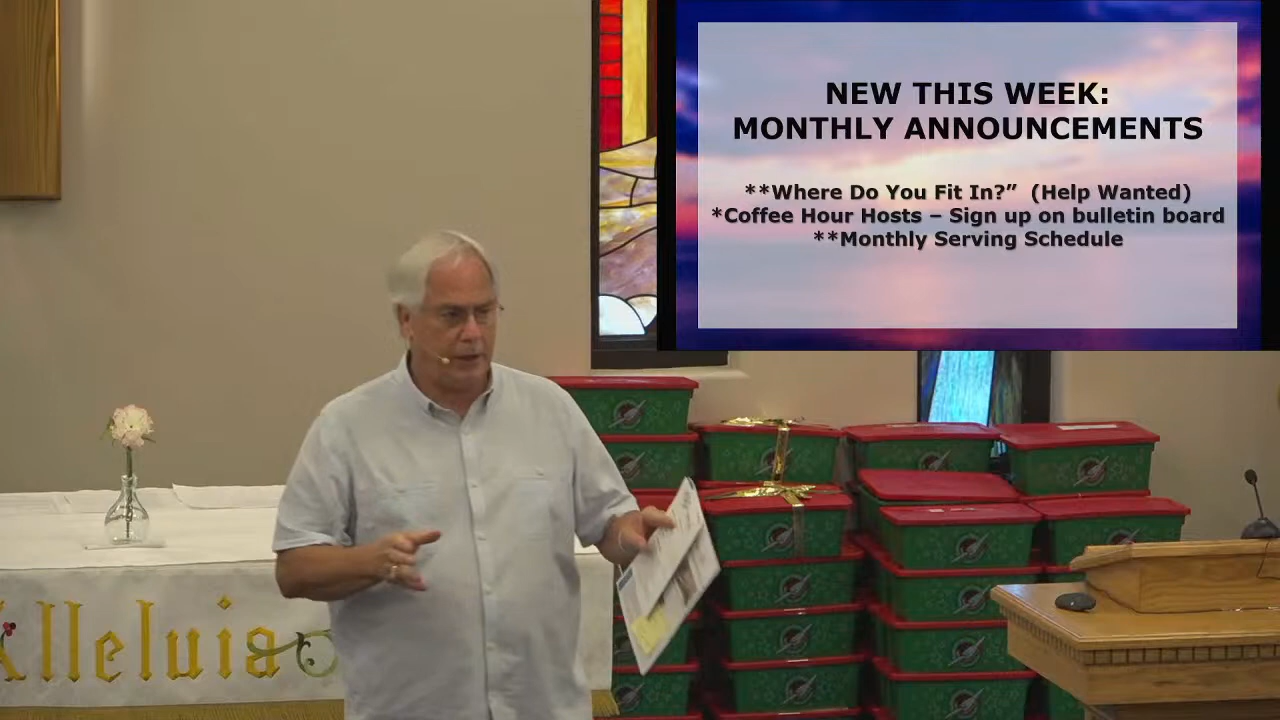 NEW THIS WEEK:
MONTHLY ANNOUNCEMENTS
**Where Do You Fit In?” (Help Wanted)
*Coffee Hour Hosts – Sign up on bulletin board
**Monthly Serving Schedule
Alleluia